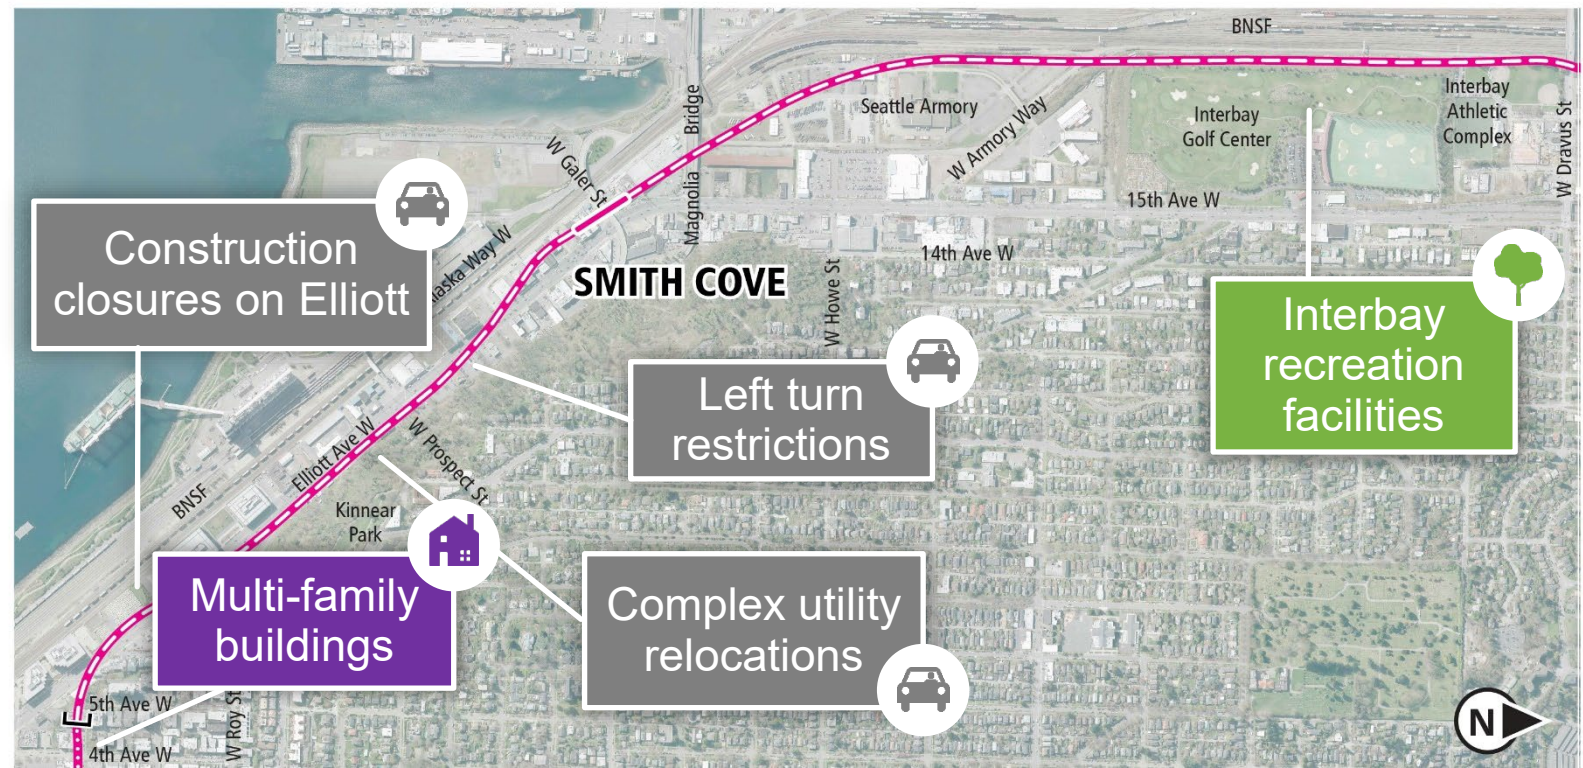 BNSF
Seattle Armory
W Armory Way
Interbay
Golf Center
Interbay
Athletic
Complex
W Dravus St
Magnolia Bridge
W Galer St
15th Ave W
14th Ave W
Construction
closures on Elliott
laska Way W
SMITH COVE
W Howe St
Interbay
recreation
facilities
Left turn
restrictions
Elliott Ave W
W Prospect St
BNSF
Kinnear
Park
Multi-family
buildings
Complex utility
relocations
5th Ave W
W Roy St
4th Ave W
N